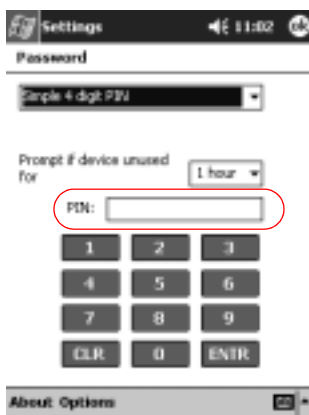 Settings 11:02 ok
Password
Simple 4 digit PIN
Prompt if device unused
for 1 hour
PIN:
1 2 3
4 5 6
7 8 9
CLR 0 ENTR
About Options